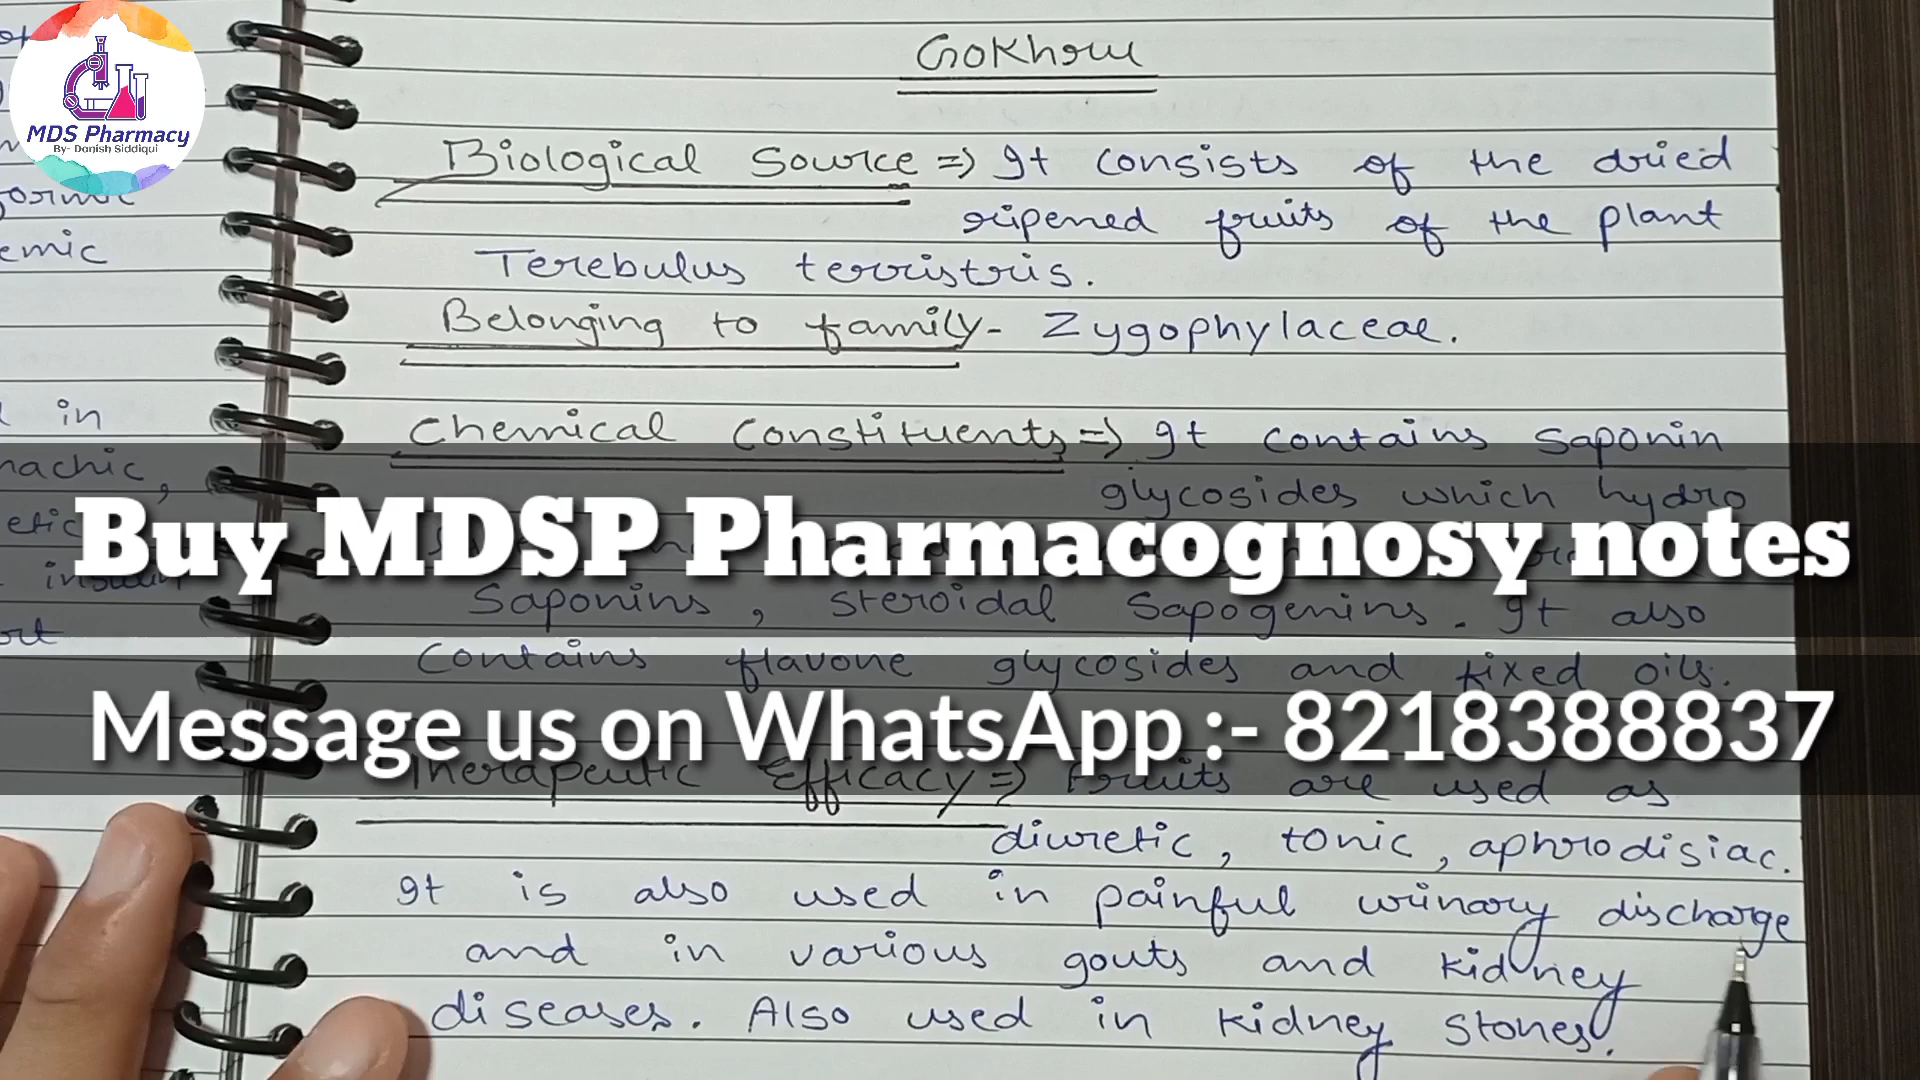 MDS Pharmacy
By- Danish Siddiqui
Gokhru
Biological Source => It consists of the dried
ripened fruits of the plant
Terebulus terristris.
Belonging to family- Zygophylaceae.
Chemical Constituents => It contains Saponin
glycosides which hydro
Buy MDSP Pharmacognosy notes
Saponins, steroidal Sapogenins. It also
Contains flavone glycosides and fixed oils.
Message us on WhatsApp :- 8218388837
Therapeutic Efficacy => Fruits are used as
diuretic, tonic, aphrodisiac.
It is also used in painful urinary discharge
and in various gouts and kidney
diseases. Also used in kidney stones.
emic
in